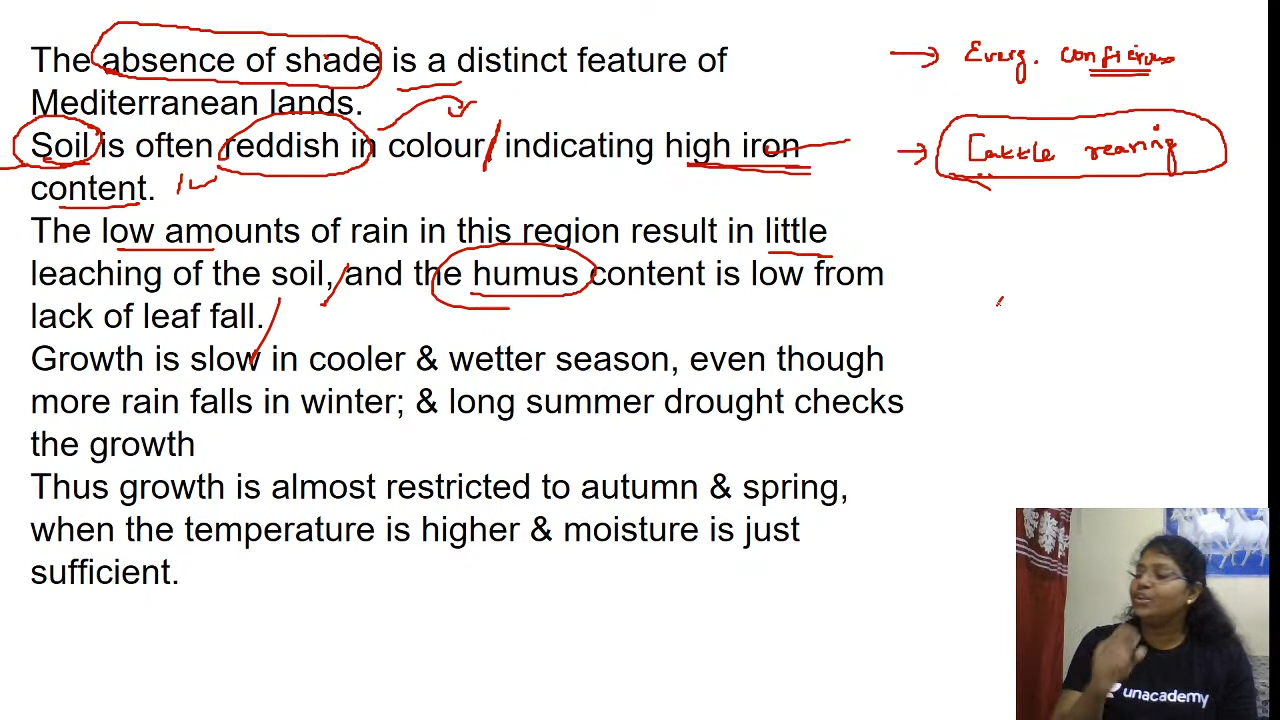 The absence of shade is a distinct feature of
Mediterranean lands.
Soil is often reddish in colour, indicating high iron
content.
The low amounts of rain in this region result in little
leaching of the soil, and the humus content is low from
lack of leaf fall.
Growth is slow in cooler & wetter season, even though
more rain falls in winter; & long summer drought checks
the growth
Thus growth is almost restricted to autumn & spring,
when the temperature is higher & moisture is just
sufficient.
→ Everg.
→ Cattle rearing
unacademy